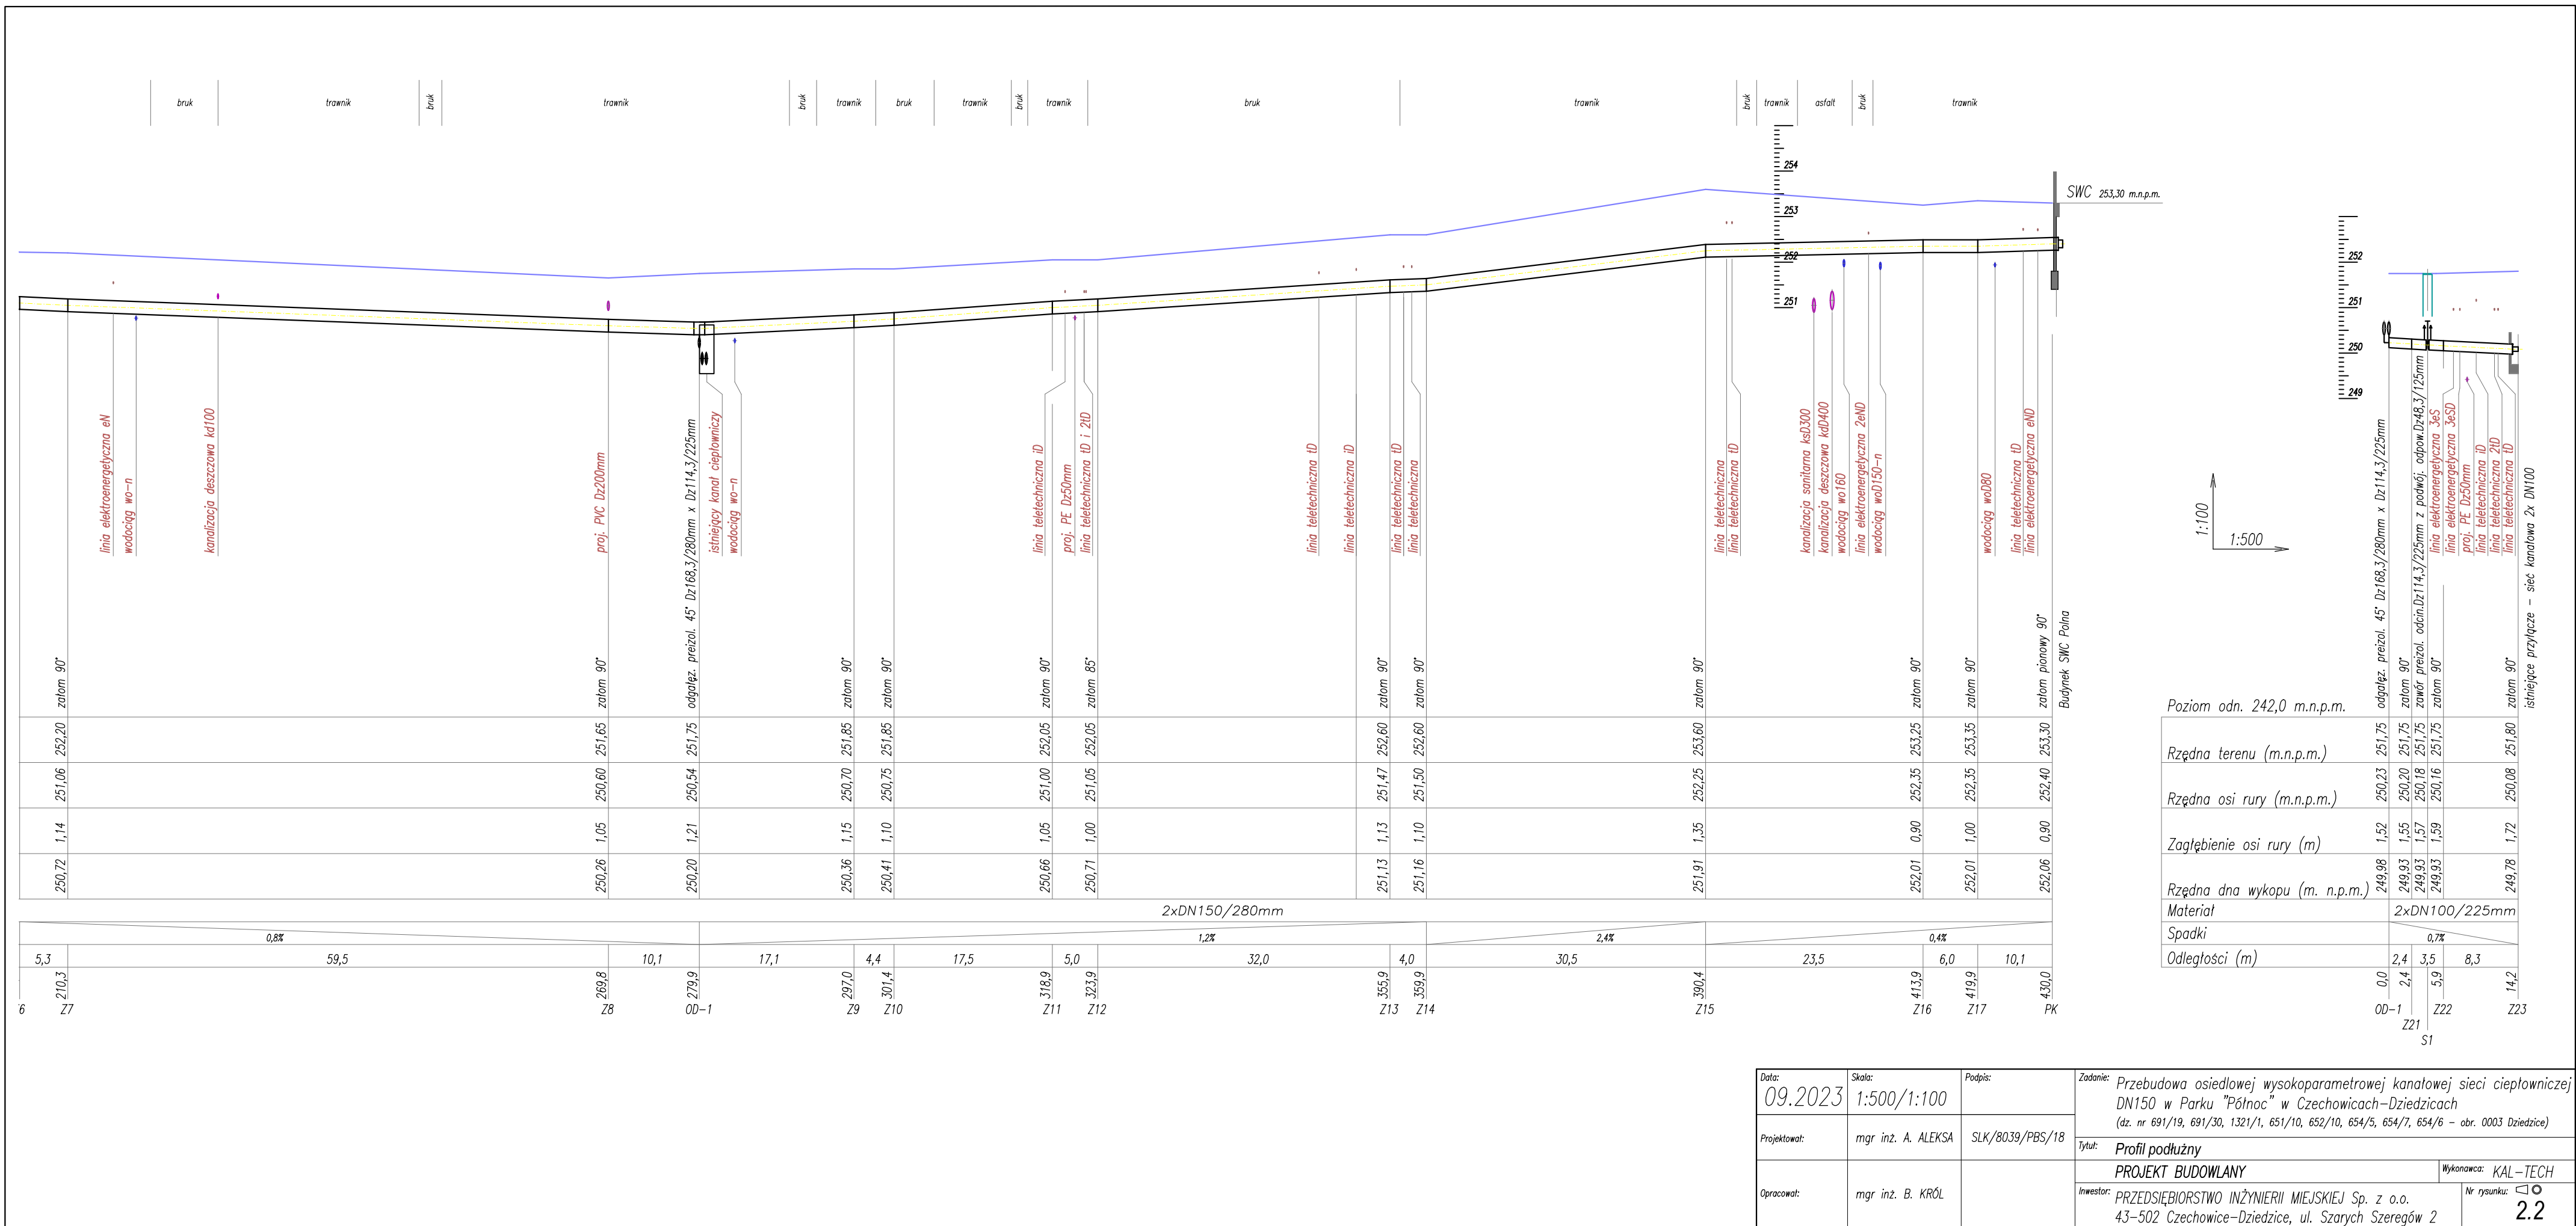 bruk
trawnik
bruk
trawnik
bruk
trawnik
bruk
trawnik
bruk
trawnik
bruk
trawnik
bruk
trawnik
asfalt
bruk
trawnik
254
253
252
251
SWC 253,30 m.n.p.m.
252
251
250
249
linia elektroenergetyczna eN
wodociąg wo-n
kanalizacja deszczowa kd100
proj. PVC Dz200mm
odgałęz. preizol. 45° Dz168,3/280mm x Dz114,3/225mm
istniejący kanał ciepłowniczy
wodociąg wo-n
linia teletechniczna iD
proj. PE Dz50mm
linia teletechniczna tD i 2tD
linia teletechniczna tD
linia teletechniczna iD
linia teletechniczna tD
linia teletechniczna
linia teletechniczna
linia teletechniczna tD
kanalizacja sanitarna ksD300
kanalizacja deszczowa kdD400
wodociąg wo160
linia elektroenergetyczna 2eND
wodociąg woD150-n
wodociąg woD80
linia teletechniczna tD
linia elektroenergetyczna eND
1:100
1:500
odgałęz. preizol. 45° Dz168,3/280mm x Dz114,3/225mm
załom 90°
zawór preizol. odcin.Dz114,3/225mm z podwój. odpow.Dz48,3/125mm
załom 90°
linia elektroenergetyczna 3eS
linia elektroenergetyczna 3eSD
proj. PE Dz50mm
linia teletechniczna iD
linia teletechniczna 2tD
linia teletechniczna tD
załom 90°
istniejące przyłącze - sieć kanałowa 2x DN100
załom 90°
załom 90°
załom 90°
załom 90°
załom 90°
załom 85°
załom 90°
załom 90°
załom 90°
załom 90°
załom 90°
załom pionowy 90°
Budynek SWC Polna
Poziom odn. 242,0 m.n.p.m.
252,20 251,65 251,75 251,85 251,85 252,05 252,05 252,60 252,60 253,60 253,25 253,35 253,30
Rzędna terenu (m.n.p.m.) 251,75 251,75 251,75 251,75 251,80
251,06 250,60 250,54 250,70 250,75 251,00 251,05 251,47 251,50 252,25 252,35 252,35 252,40
Rzędna osi rury (m.n.p.m.) 250,23 250,20 250,18 250,16 250,08
1,14 1,05 1,21 1,15 1,10 1,05 1,00 1,13 1,10 1,35 0,90 1,00 0,90
Zagłębienie osi rury (m) 1,52 1,55 1,57 1,59 1,72
250,72 250,26 250,20 250,36 250,41 250,66 250,71 251,13 251,16 251,91 252,01 252,01 252,06
Rzędna dna wykopu (m. n.p.m.) 249,98 249,93 249,93 249,93 249,78
2xDN150/280mm
Materiał 2xDN100/225mm
0,8% 1,2% 2,4% 0,4%
Spadki 0,7%
5,3 59,5 10,1 17,1 4,4 17,5 5,0 32,0 4,0 30,5 23,5 6,0 10,1
Odległości (m) 2,4 3,5 8,3
210,3 269,8 279,9 297,0 301,4 318,9 323,9 355,9 359,9 390,4 413,9 419,9 430,0
0,0 2,4 5,9 14,2
6 Z7 Z8 OD-1 Z9 Z10 Z11 Z12 Z13 Z14 Z15 Z16 Z17 PK
OD-1 Z21 S1 Z22 Z23
Data: 09.2023
Skala: 1:500/1:100
Podpis:
Zadanie: Przebudowa osiedlowej wysokoparametrowej kanałowej sieci ciepłowniczej
DN150 w Parku "Północ" w Czechowicach-Dziedzicach
(dz. nr 691/19, 691/30, 1321/1, 651/10, 652/10, 654/5, 654/7, 654/6 - obr. 0003 Dziedzice)
Projektował: mgr inż. A. ALEKSA SLK/8039/PBS/18
Tytuł: Profil podłużny
PROJEKT BUDOWLANY
Wykonawca: KAL-TECH
Opracował: mgr inż. B. KRÓL
Inwestor: PRZEDSIĘBIORSTWO INŻYNIERII MIEJSKIEJ Sp. z o.o.
43-502 Czechowice-Dziedzice, ul. Szarych Szeregów 2
Nr rysunku: 2.2